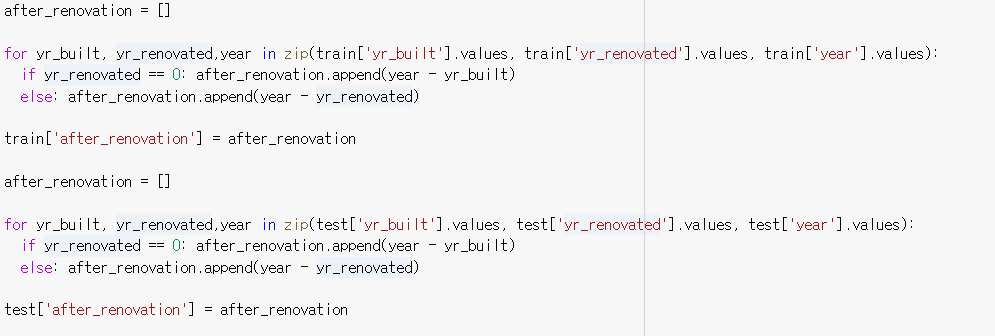 after_renovation = []
for yr_built, yr_renovated,year in zip(train['yr_built'].values, train['yr_renovated'].values, train['year'].values):
if yr_renovated == 0: after_renovation.append(year - yr_built)
else: after_renovation.append(year - yr_renovated)
train['after_renovation'] = after_renovation
after_renovation = []
for yr_built, yr_renovated,year in zip(test['yr_built'].values, test['yr_renovated'].values, test['year'].values):
if yr_renovated == 0: after_renovation.append(year - yr_built)
else: after_renovation.append(year - yr_renovated)
test['after_renovation'] = after_renovation